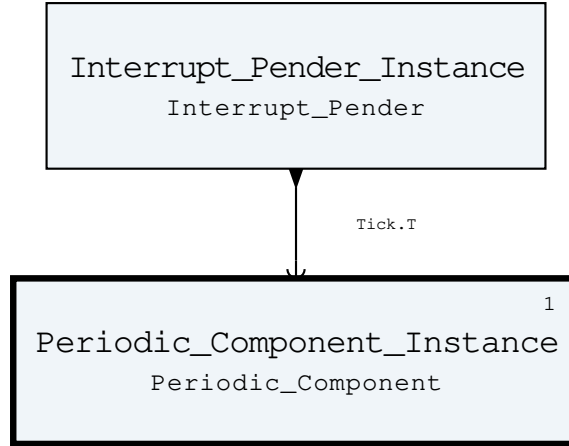 Interrupt_Pender_Instance
Interrupt_Pender
Tick.T
1
Periodic_Component_Instance
Periodic_Component